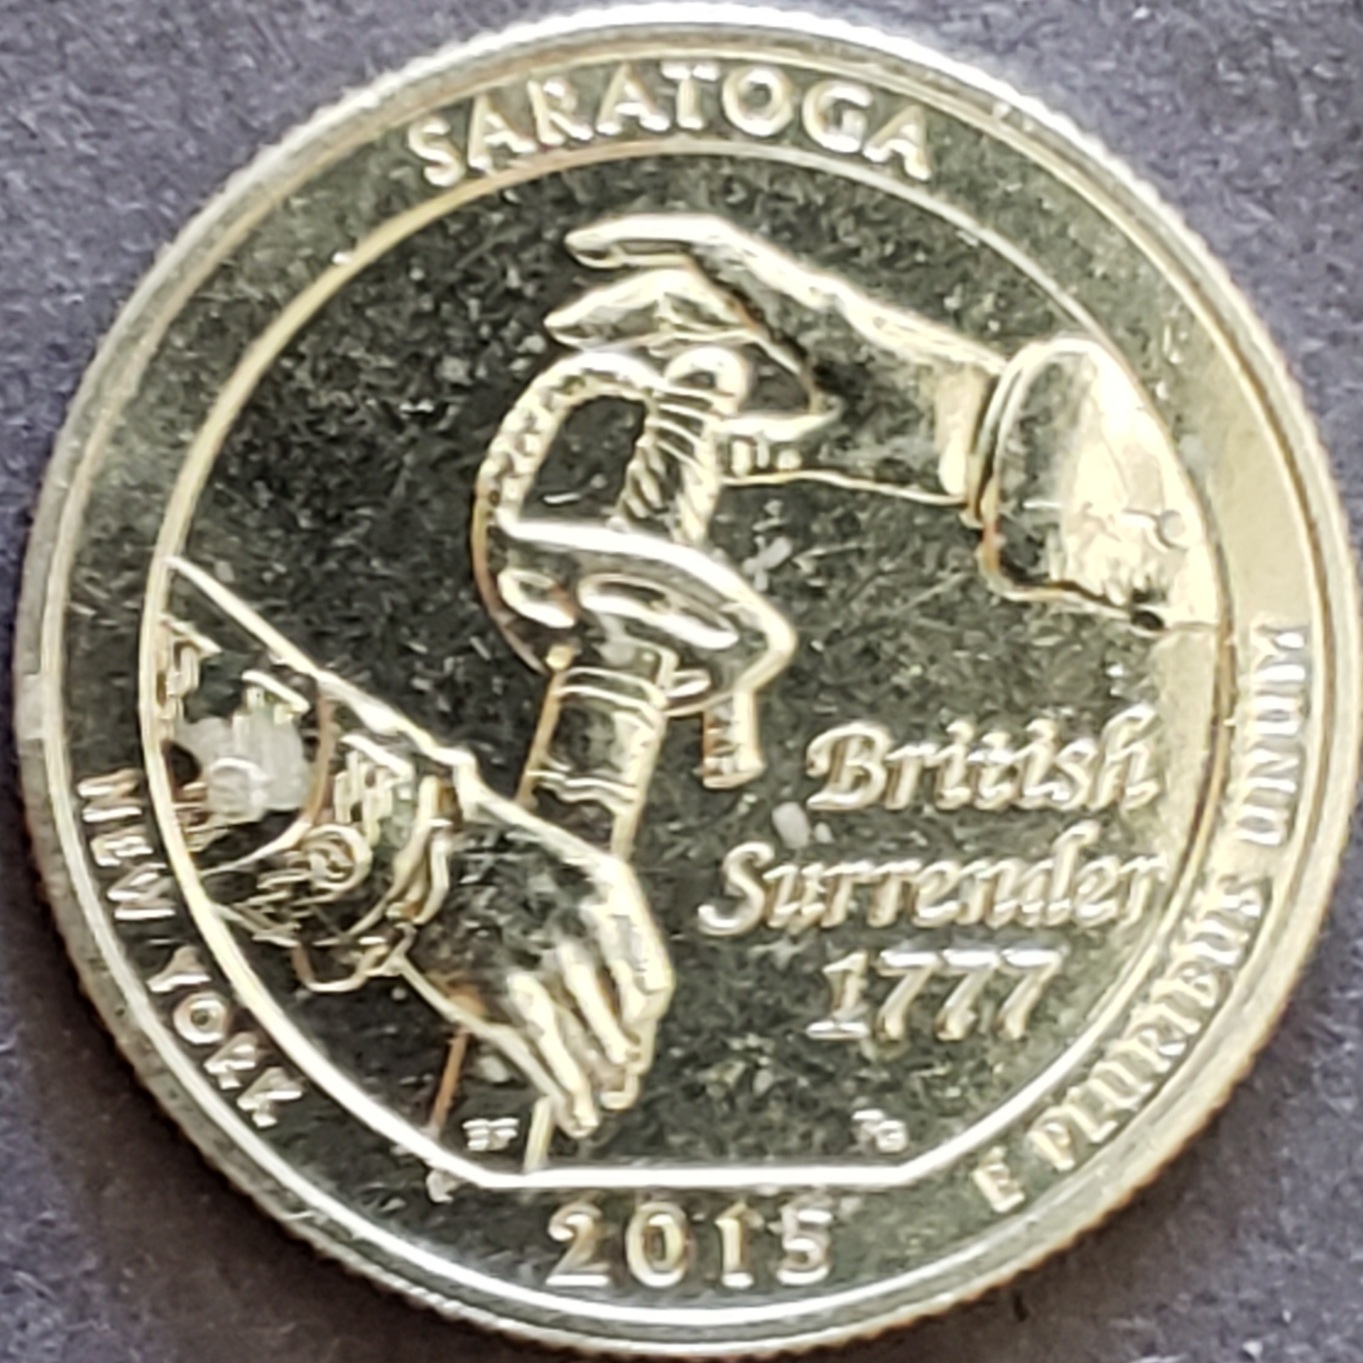 SARATOGA
British
Surrender
1777
NEW YORK
E PLURIBUS UNUM
2015